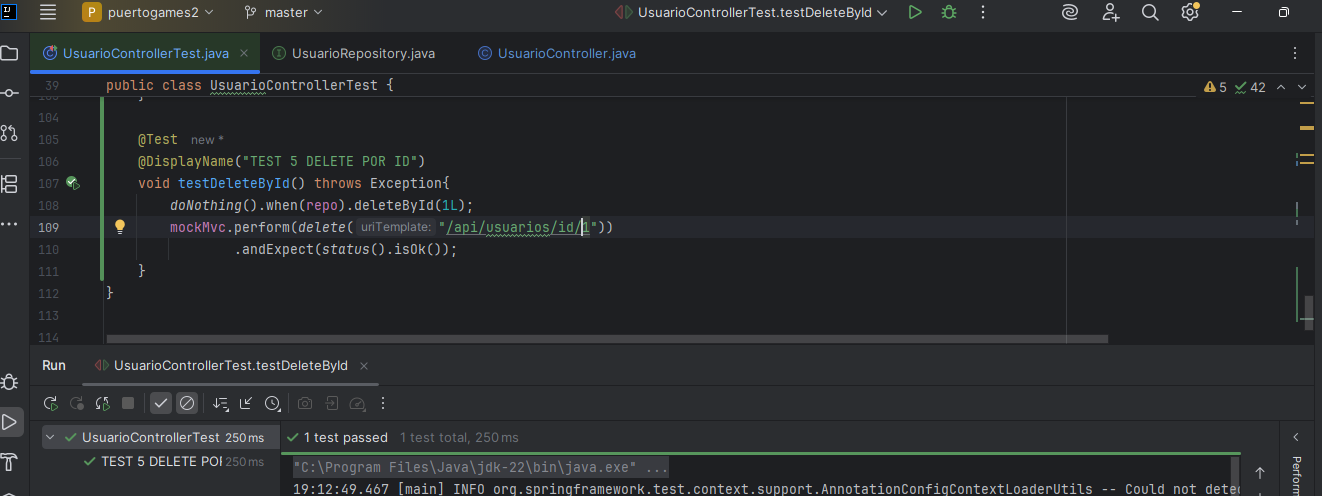 IJ P puertogames2 master UsuarioControllerTest.testDeleteById
UsuarioControllerTest.java UsuarioRepository.java UsuarioController.java
39 public class UsuarioControllerTest { 5 42
103 }
104
105 @Test new *
106 @DisplayName("TEST 5 DELETE POR ID")
107 void testDeleteById() throws Exception{
108 doNothing().when(repo).deleteById(1L);
109 mockMvc.perform(delete( uriTemplate: "/api/usuarios/id/1"))
110 .andExpect(status().isOk());
111 }
112 }
113
114
Run UsuarioControllerTest.testDeleteById
UsuarioControllerTest 250 ms 1 test passed 1 test total, 250 ms
TEST 5 DELETE POR 250 ms "C:\Program Files\Java\jdk-22\bin\java.exe" ...
19:12:49.467 [main] INFO org.springframework.test.context.support.AnnotationConfigContextLoaderUtils -- Could not dete
Perform